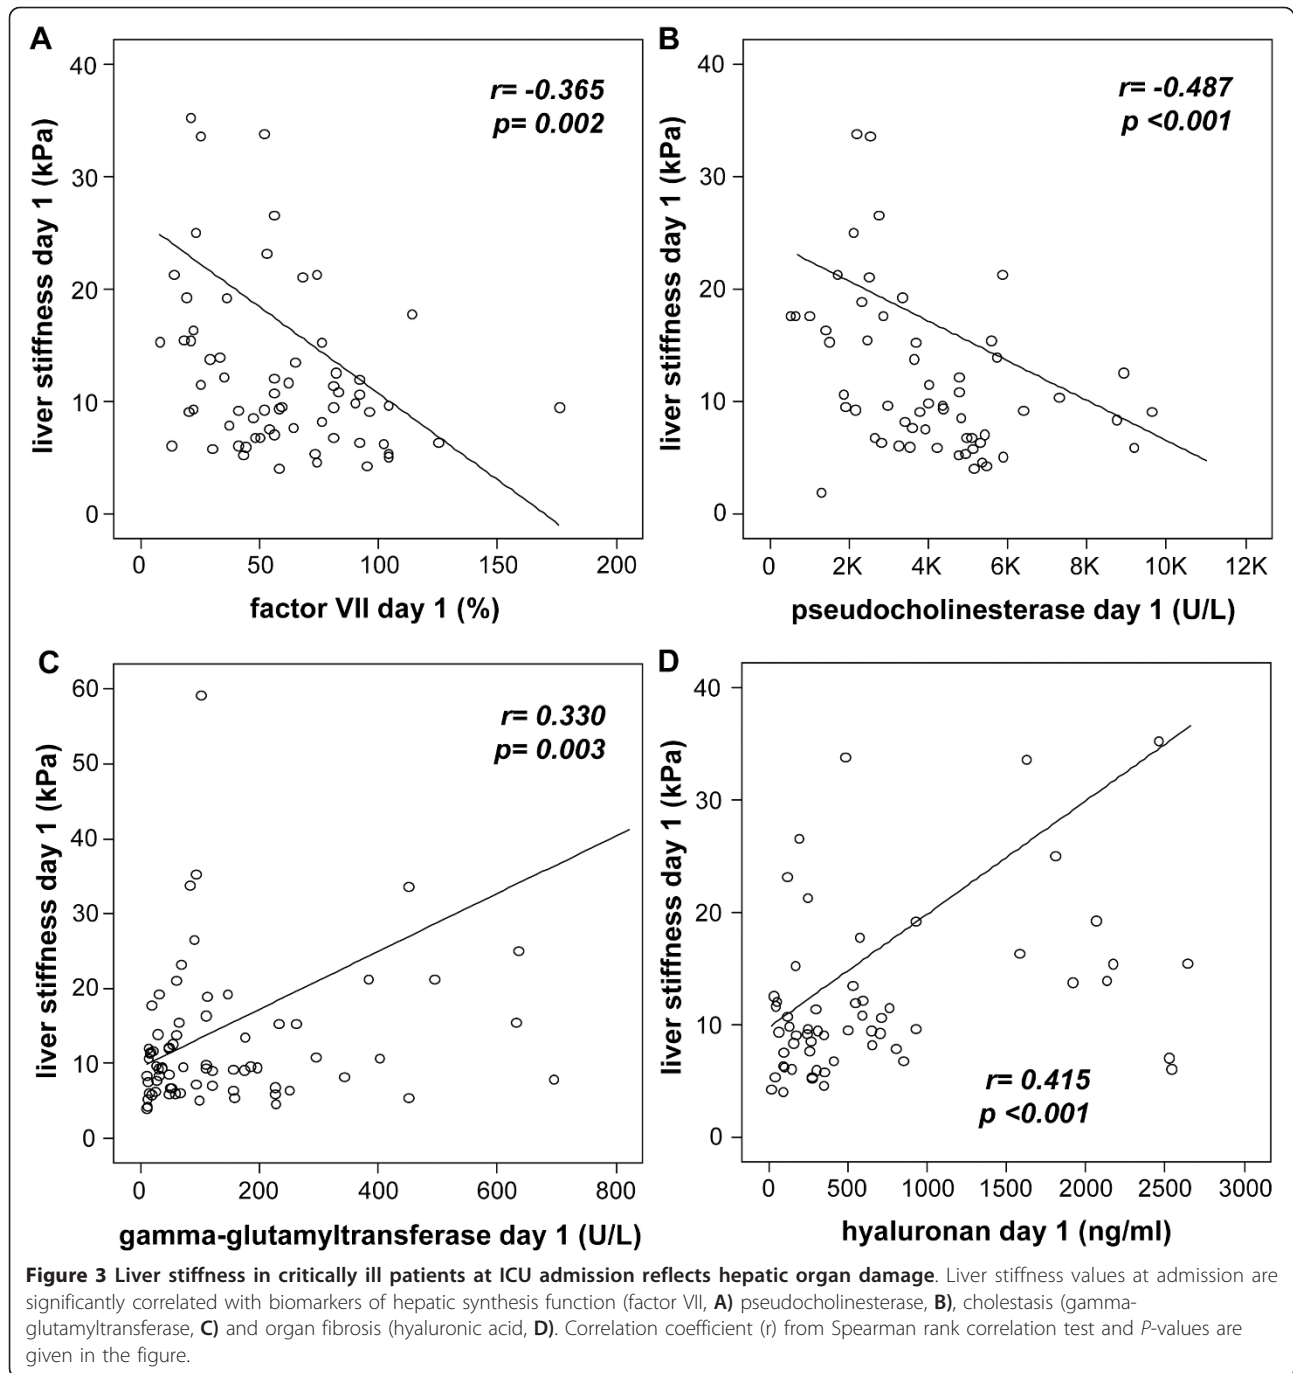 A
40
30
20
10
0
liver stiffness day 1 (kPa)
r= -0.365
p= 0.002
0 50 100 150 200
factor VII day 1 (%)
B
40
30
20
10
0
liver stiffness day 1 (kPa)
r= -0.487
p <0.001
0 2K 4K 6K 8K 10K 12K
pseudocholinesterase day 1 (U/L)
C
60
50
40
30
20
10
0
liver stiffness day 1 (kPa)
r= 0.330
p= 0.003
0 200 400 600 800
gamma-glutamyltransferase day 1 (U/L)
D
40
30
20
10
0
liver stiffness day 1 (kPa)
r= 0.415
p <0.001
0 500 1000 1500 2000 2500 3000
hyaluronan day 1 (ng/ml)
Figure 3 Liver stiffness in critically ill patients at ICU admission reflects hepatic organ damage. Liver stiffness values at admission are
significantly correlated with biomarkers of hepatic synthesis function (factor VII, A) pseudocholinesterase, B), cholestasis (gamma-
glutamyltransferase, C) and organ fibrosis (hyaluronic acid, D). Correlation coefficient (r) from Spearman rank correlation test and P-values are
given in the figure.